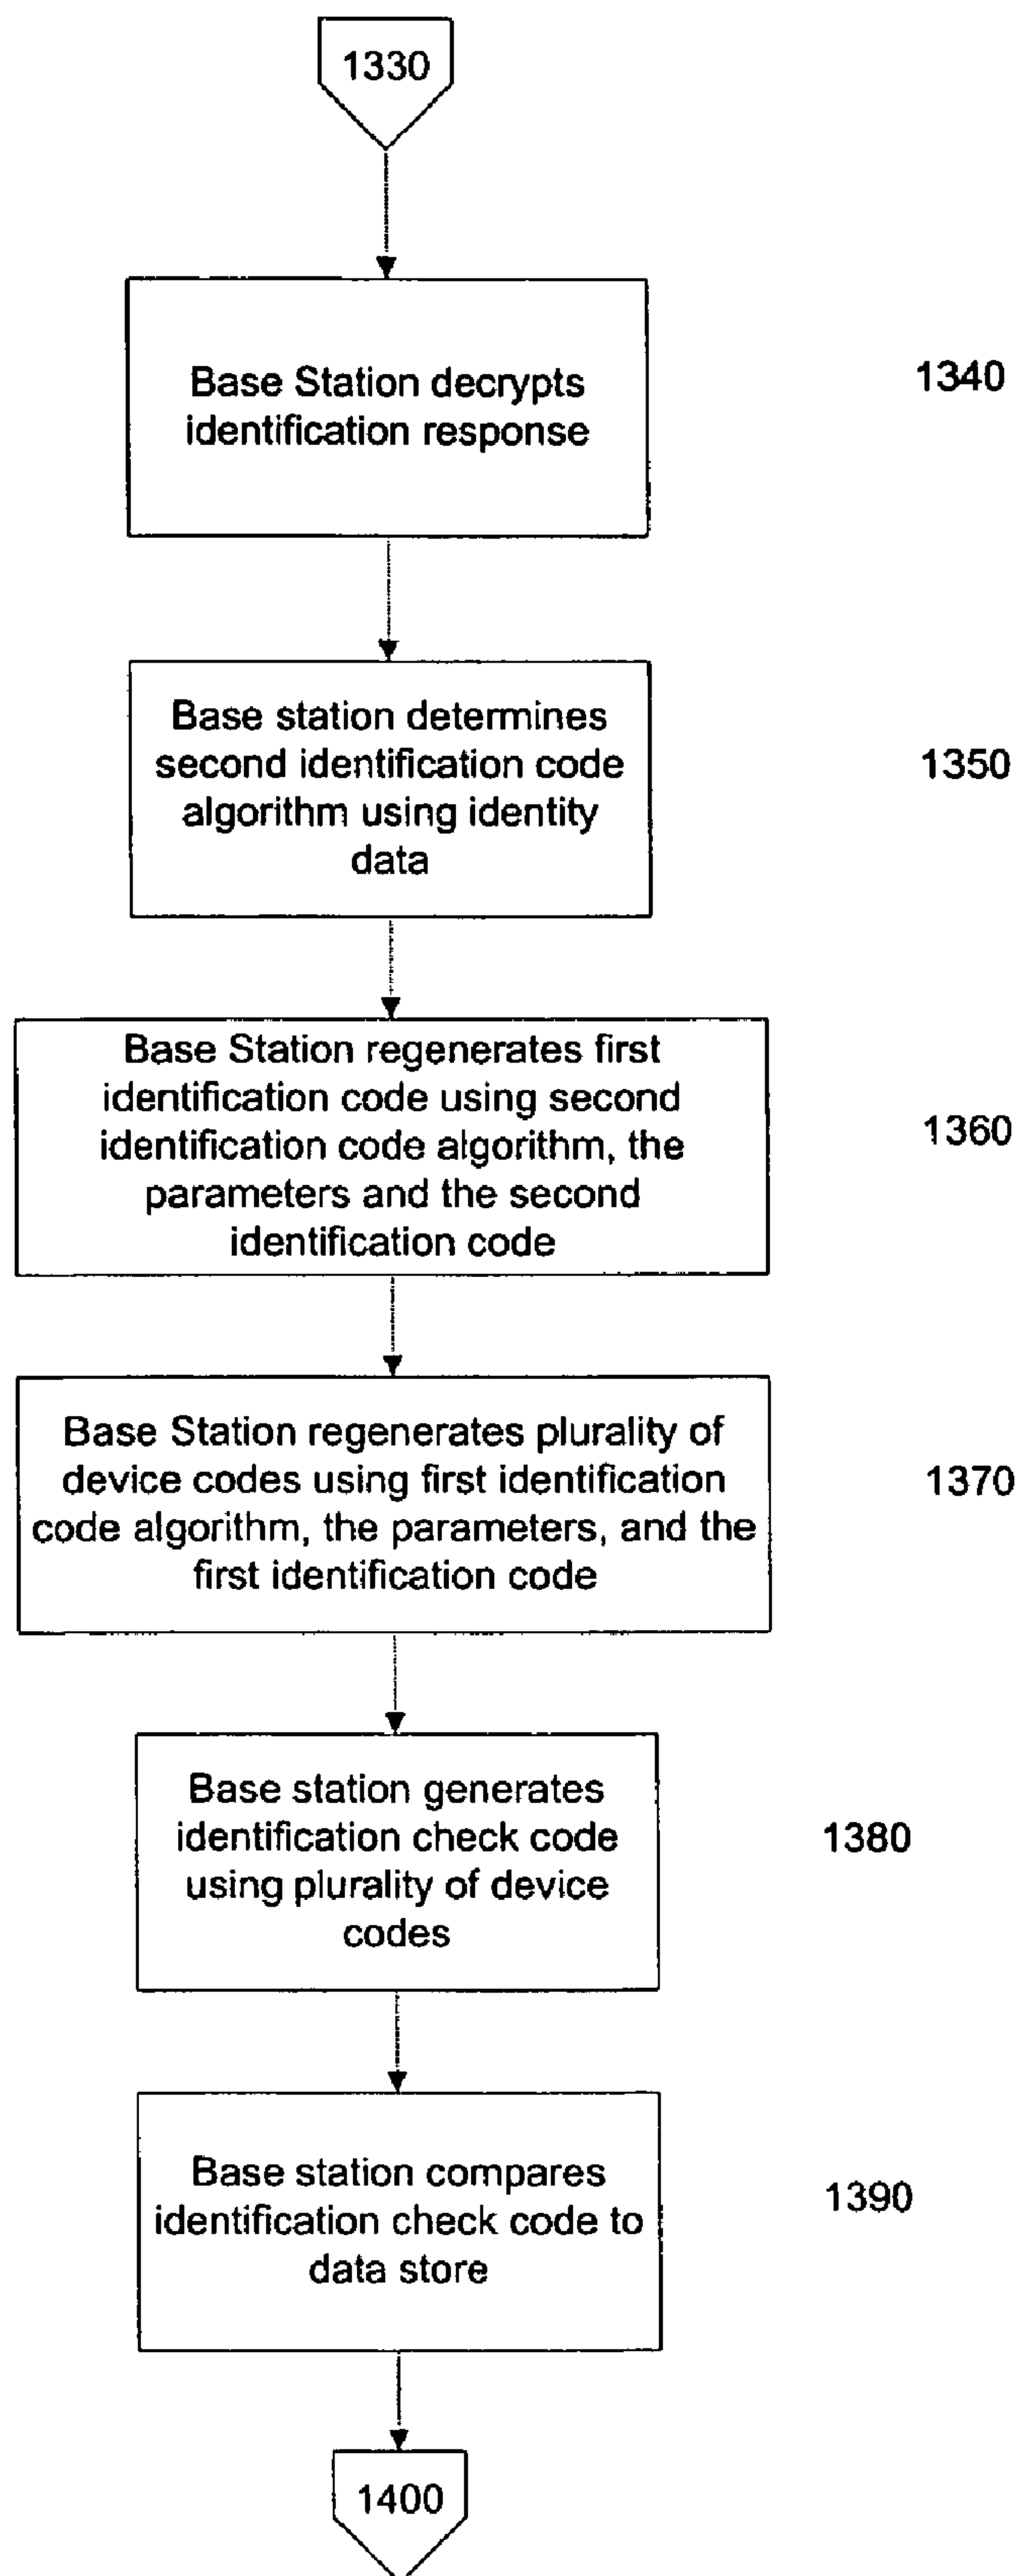 1330
Base Station decrypts
identification response
1340
Base station determines
second identification code
algorithm using identity
data
1350
Base Station regenerates first
identification code using second
identification code algorithm, the
parameters and the second
identification code
1360
Base Station regenerates plurality of
device codes using first identification
code algorithm, the parameters, and the
first identification code
1370
Base station generates
identification check code
using plurality of device
codes
1380
Base station compares
identification check code to
data store
1390
1400